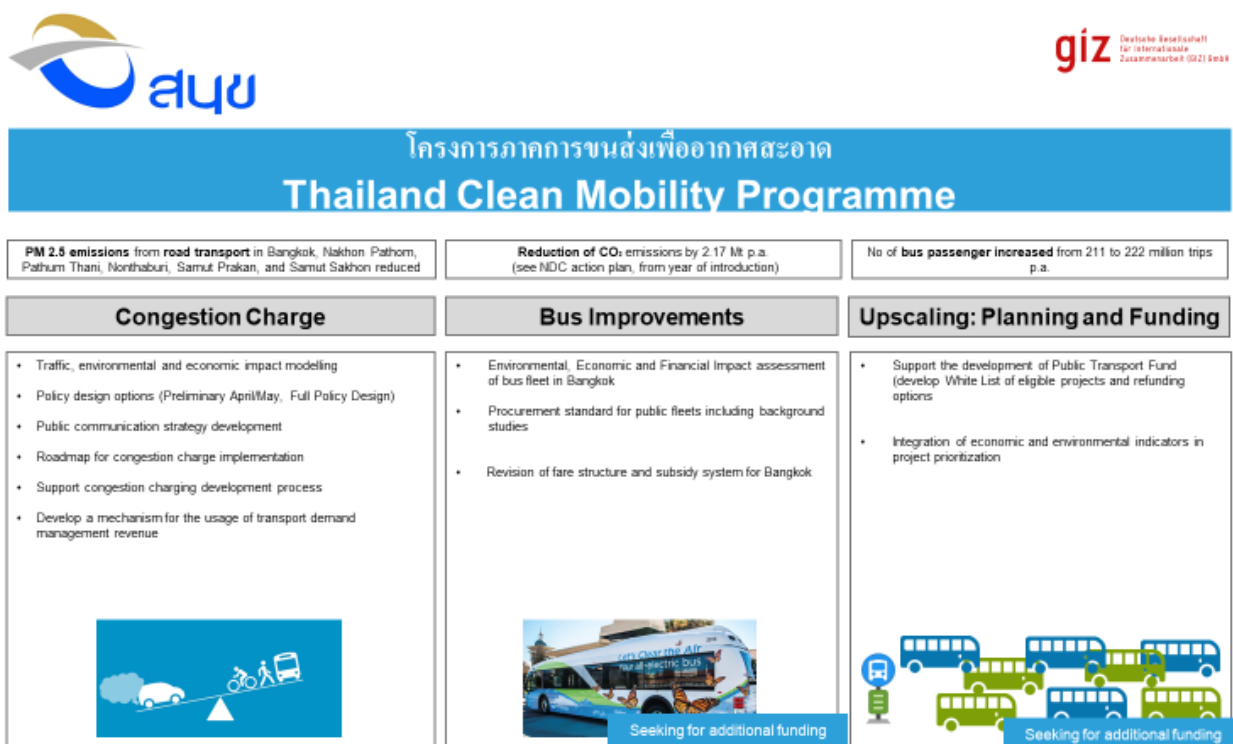 สนข
giz
Deutsche Gesellschaft
für Internationale
Zusammenarbeit (GIZ) GmbH
โครงการภาคการขนส่งเพื่ออากาศสะอาด
Thailand Clean Mobility Programme
PM 2.5 emissions from road transport in Bangkok, Nakhon Pathom,
Pathum Thani, Nonthaburi, Samut Prakan, and Samut Sakhon reduced
Reduction of CO₂ emissions by 2.17 Mt p.a.
(see NDC action plan, from year of introduction)
No of bus passenger increased from 211 to 222 million trips
p.a.
Congestion Charge
Bus Improvements
Upscaling: Planning and Funding
• Traffic, environmental and economic impact modelling
• Policy design options (Preliminary April/May, Full Policy Design)
• Public communication strategy development
• Roadmap for congestion charge implementation
• Support congestion charging development process
• Develop a mechanism for the usage of transport demand
management revenue
• Environmental, Economic and Financial Impact assessment
of bus fleet in Bangkok
• Procurement standard for public fleets including background
studies
• Revision of fare structure and subsidy system for Bangkok
• Support the development of Public Transport Fund
(develop White List of eligible projects and refunding
options
• Integration of economic and environmental indicators in
project prioritization
Let's Clear the Air
Your all-electric bus
Seeking for additional funding
Seeking for additional funding